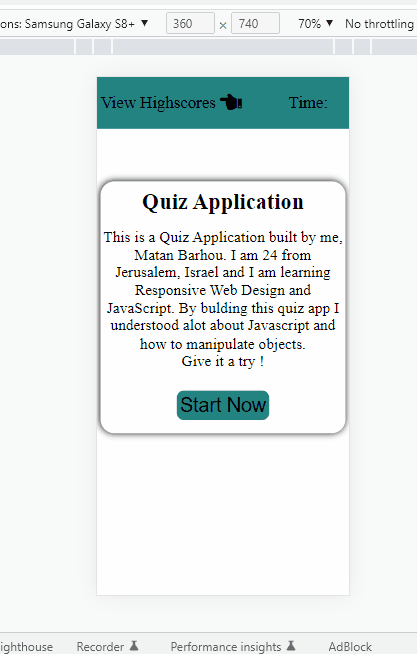 ons: Samsung Galaxy S8+ ▼ 360 × 740 70% ▼ No throttling
View Highscores Time:
Quiz Application
This is a Quiz Application built by me,
Matan Barhou. I am 24 from
Jerusalem, Israel and I am learning
Responsive Web Design and
JavaScript. By bulding this quiz app I
understood alot about Javascript and
how to manipulate objects.
Give it a try !
Start Now
ighthouse Recorder Performance insights AdBlock